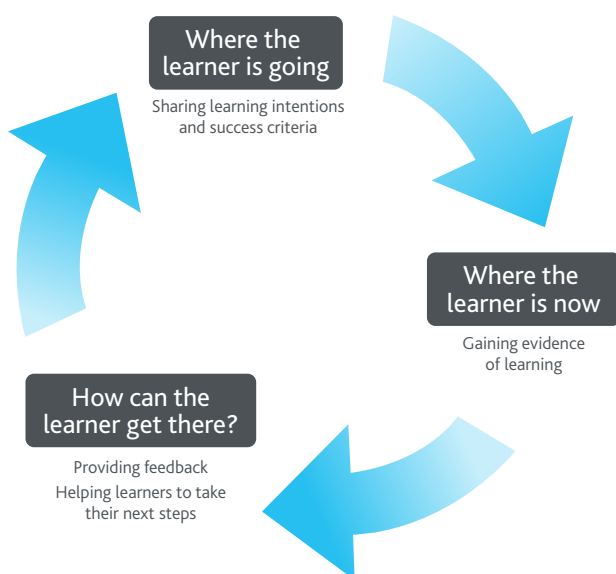 Where the
learner is going
Sharing learning intentions
and success criteria
Where the
learner is now
Gaining evidence
of learning
How can the
learner get there?
Providing feedback
Helping learners to take
their next steps